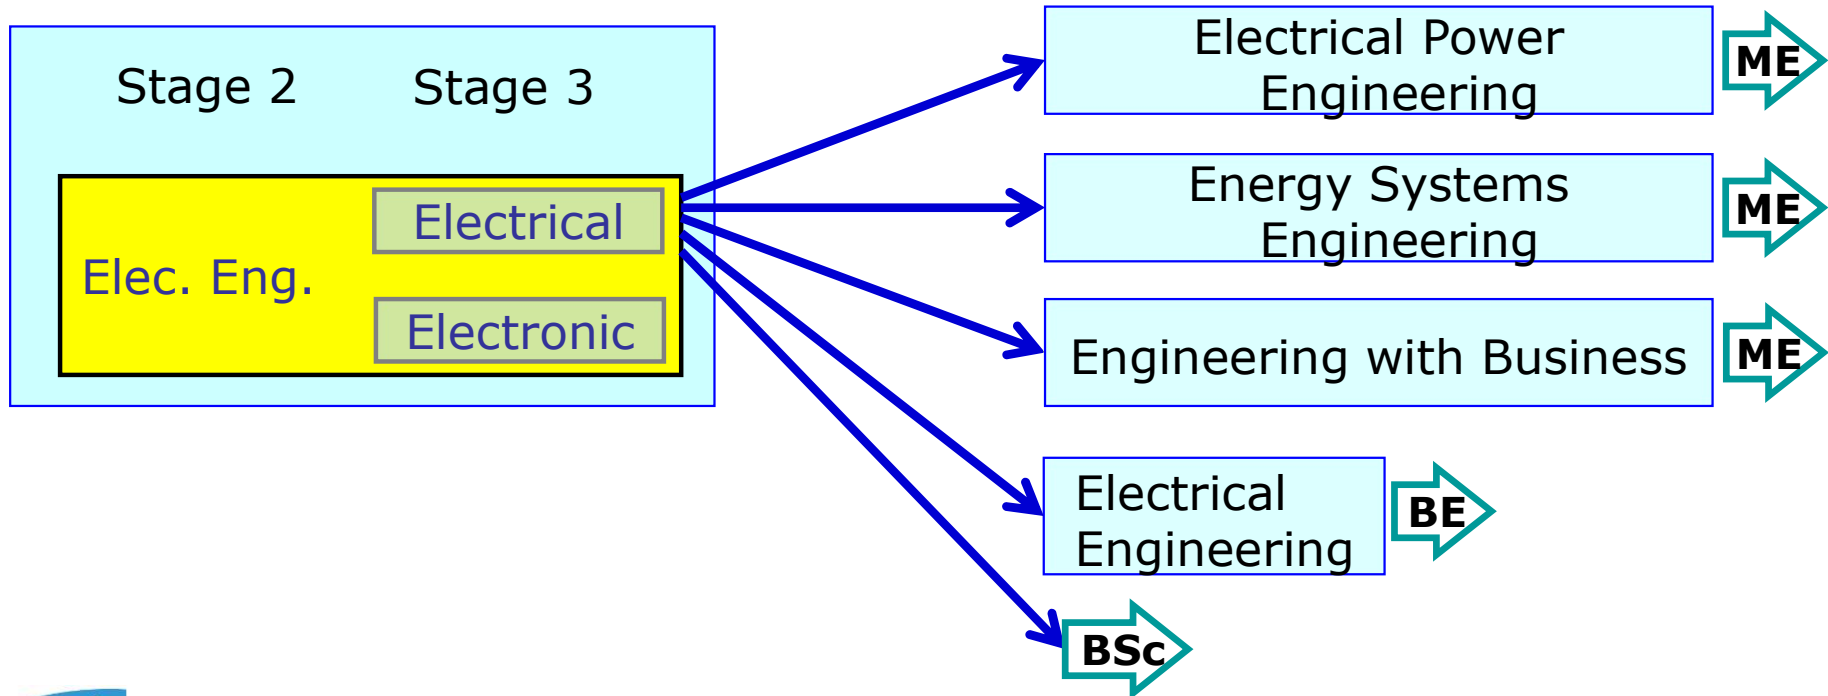 Stage 2 Stage 3
Elec. Eng.
Electrical
Electronic
Electrical Power
Engineering
ME
Energy Systems
Engineering
ME
Engineering with Business
ME
Electrical
Engineering
BE
BSc